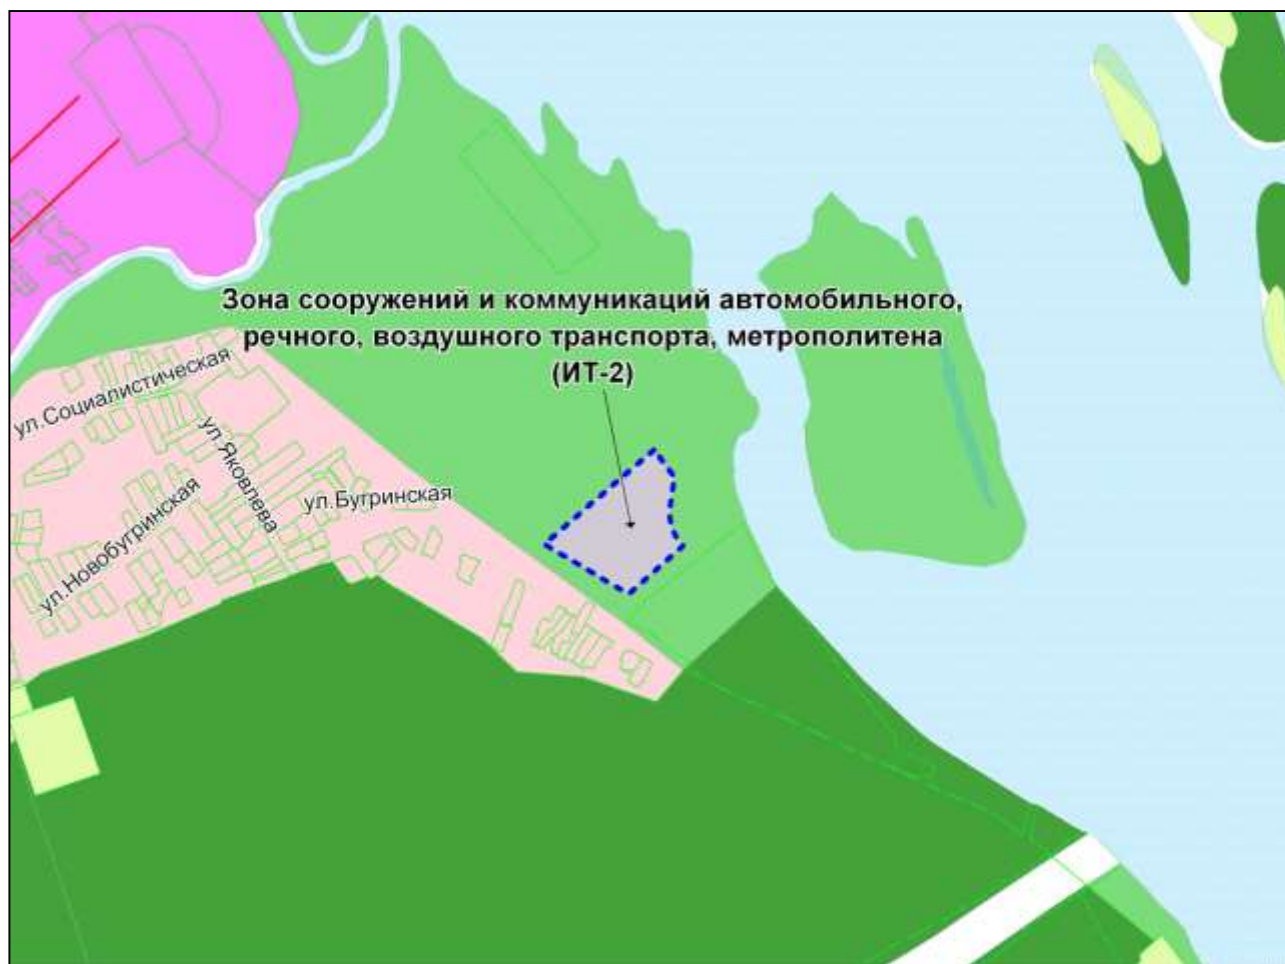 Зона сооружений и коммуникаций автомобильного,
речного, воздушного транспорта, метрополитена
(ИТ-2)
ул.Социалистическая
ул.Яковлева
ул.Бугринская
ул.Новобугринская